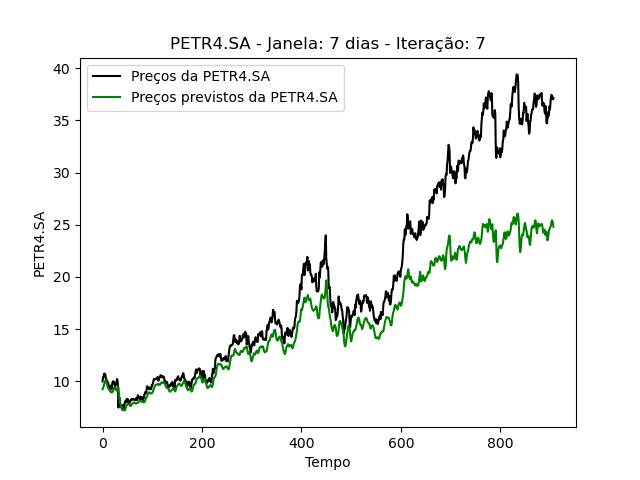 PETR4.SA - Janela: 7 dias - Iteração: 7
Preços da PETR4.SA
Preços previstos da PETR4.SA
PETR4.SA
40
35
30
25
20
15
10
0 200 400 600 800
Tempo